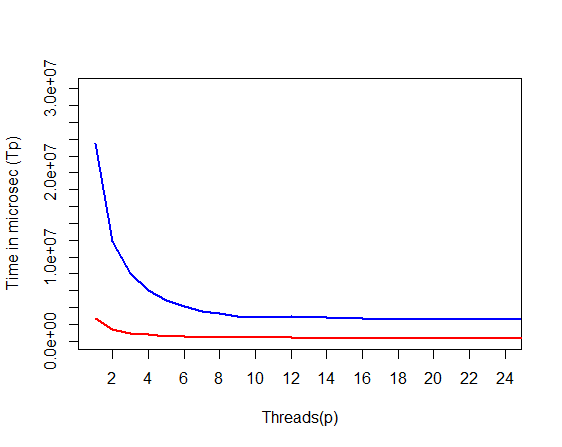 Time in microsec (Tp)
3.0e+07
2.0e+07
1.0e+07
0.0e+00
2 4 6 8 10 12 14 16 18 20 22 24
Threads(p)